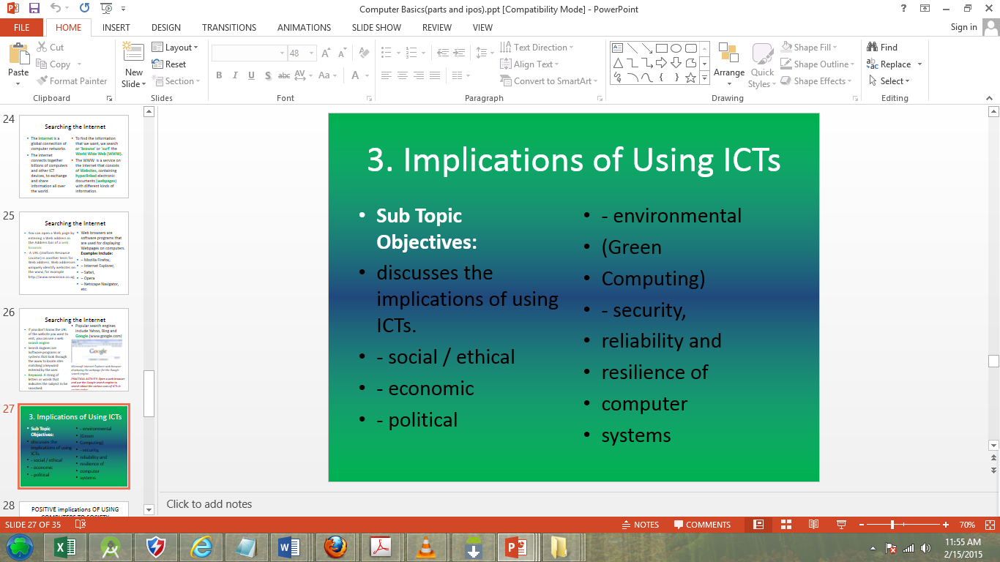 Computer Basics(parts and ipos).ppt [Compatibility Mode] - PowerPoint
FILE HOME INSERT DESIGN TRANSITIONS ANIMATIONS SLIDE SHOW REVIEW VIEW Sign in
Paste
Cut
Copy
Format Painter
Clipboard
New
Slide
Layout
Reset
Section
Slides
48
B I U S abc AV Aa A
Font
Text Direction
Align Text
Convert to SmartArt
Paragraph
Arrange
Quick
Styles
Shape Fill
Shape Outline
Shape Effects
Drawing
Find
Replace
Select
Editing
24
Searching the Internet
• The Internet is a
global connection of
computer networks.
• The internet
connects together
billions of computers
and other ICT
devices, to exchange
and share
information all over
the world.
• To find the information
that we want, we search
or 'browse' or 'surf' the
World Wide Web (WWW).
• The WWW is a service on
the Internet that consists
of Websites, containing
hyperlinked electronic
documents (webpages)
with different kinds of
information.
25
Searching the Internet
• You can open a Web page by
entering a Web address in
the Address bar of a web
browser.
• A URL (Uniform Resource
Locator) is another term for
Web address. Web addresses
uniquely identify websites on
the www, for example
http://www.newvision.co.ug
• Web browsers are
software programs that
are used for displaying
Webpages on computers.
Examples Include:
• – Mozilla Firefox,
• – Internet Explorer,
• – Safari,
• – Opera
• – Netscape Navigator,
etc.
26
Searching the Internet
• If you don't know the URL
of the website you want to
visit, you can use a web
search engine
• Search Engines are
Software programs or
systems that look through
the www to locate sites
matching a keyword
entered by the user.
• Keyword: A string of
letters or words that
indicates the subject to be
searched.
• Popular search engines
include Yahoo, Bing and
Google (www.google.com)
Google
Microsoft Internet Explorer web browser
displaying the webpage for the Google
search engine.
PRACTICAL ACTIVITY: Open a web browser
and use the Google search engine to
search about the various uses of ICTs in
27
3. Implications of Using ICTs
• Sub Topic
Objectives:
• discusses the
implications of using
ICTs.
• - social / ethical
• - economic
• - political
• - environmental
• (Green
• Computing)
• - security,
• reliability and
• resilience of
• computer
• systems
28
POSITIVE implications OF USING
COMPUTERS TO SOCIETY
3. Implications of Using ICTs
• Sub Topic
Objectives:
• discusses the
implications of using
ICTs.
• - social / ethical
• - economic
• - political
• - environmental
• (Green
• Computing)
• - security,
• reliability and
• resilience of
• computer
• systems
Click to add notes
SLIDE 27 OF 35 NOTES COMMENTS 70%
11:55 AM
2/15/2015